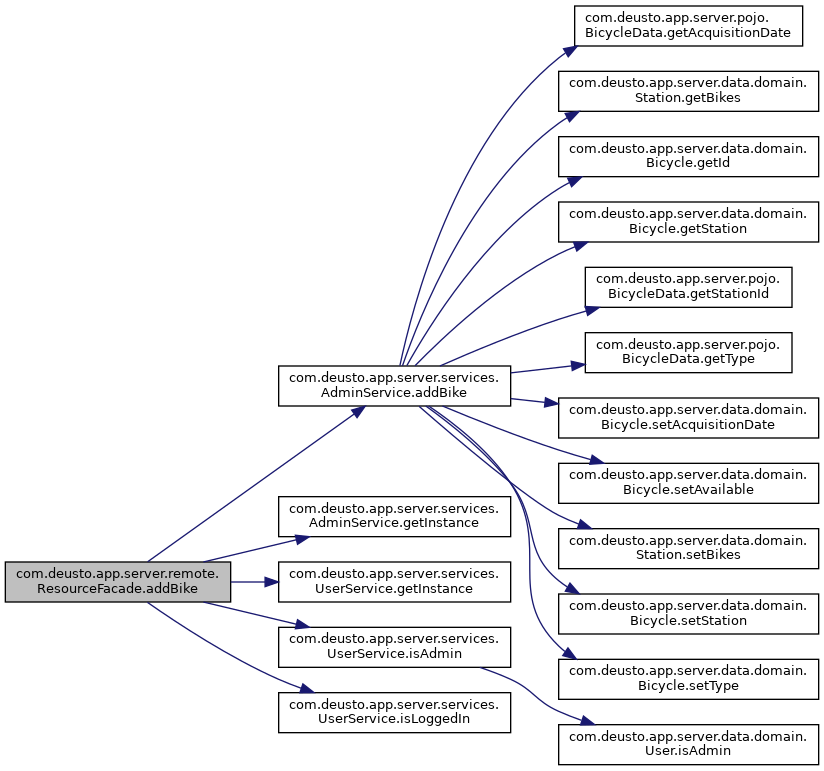 com.deusto.app.server.pojo.
BicycleData.getAcquisitionDate
com.deusto.app.server.data.domain.
Station.getBikes
com.deusto.app.server.data.domain.
Bicycle.getId
com.deusto.app.server.data.domain.
Bicycle.getStation
com.deusto.app.server.pojo.
BicycleData.getStationId
com.deusto.app.server.pojo.
BicycleData.getType
com.deusto.app.server.services.
AdminService.addBike
com.deusto.app.server.data.domain.
Bicycle.setAcquisitionDate
com.deusto.app.server.data.domain.
Bicycle.setAvailable
com.deusto.app.server.services.
AdminService.getInstance
com.deusto.app.server.data.domain.
Station.setBikes
com.deusto.app.server.remote.
ResourceFacade.addBike
com.deusto.app.server.services.
UserService.getInstance
com.deusto.app.server.data.domain.
Bicycle.setStation
com.deusto.app.server.services.
UserService.isAdmin
com.deusto.app.server.data.domain.
Bicycle.setType
com.deusto.app.server.services.
UserService.isLoggedIn
com.deusto.app.server.data.domain.
User.isAdmin